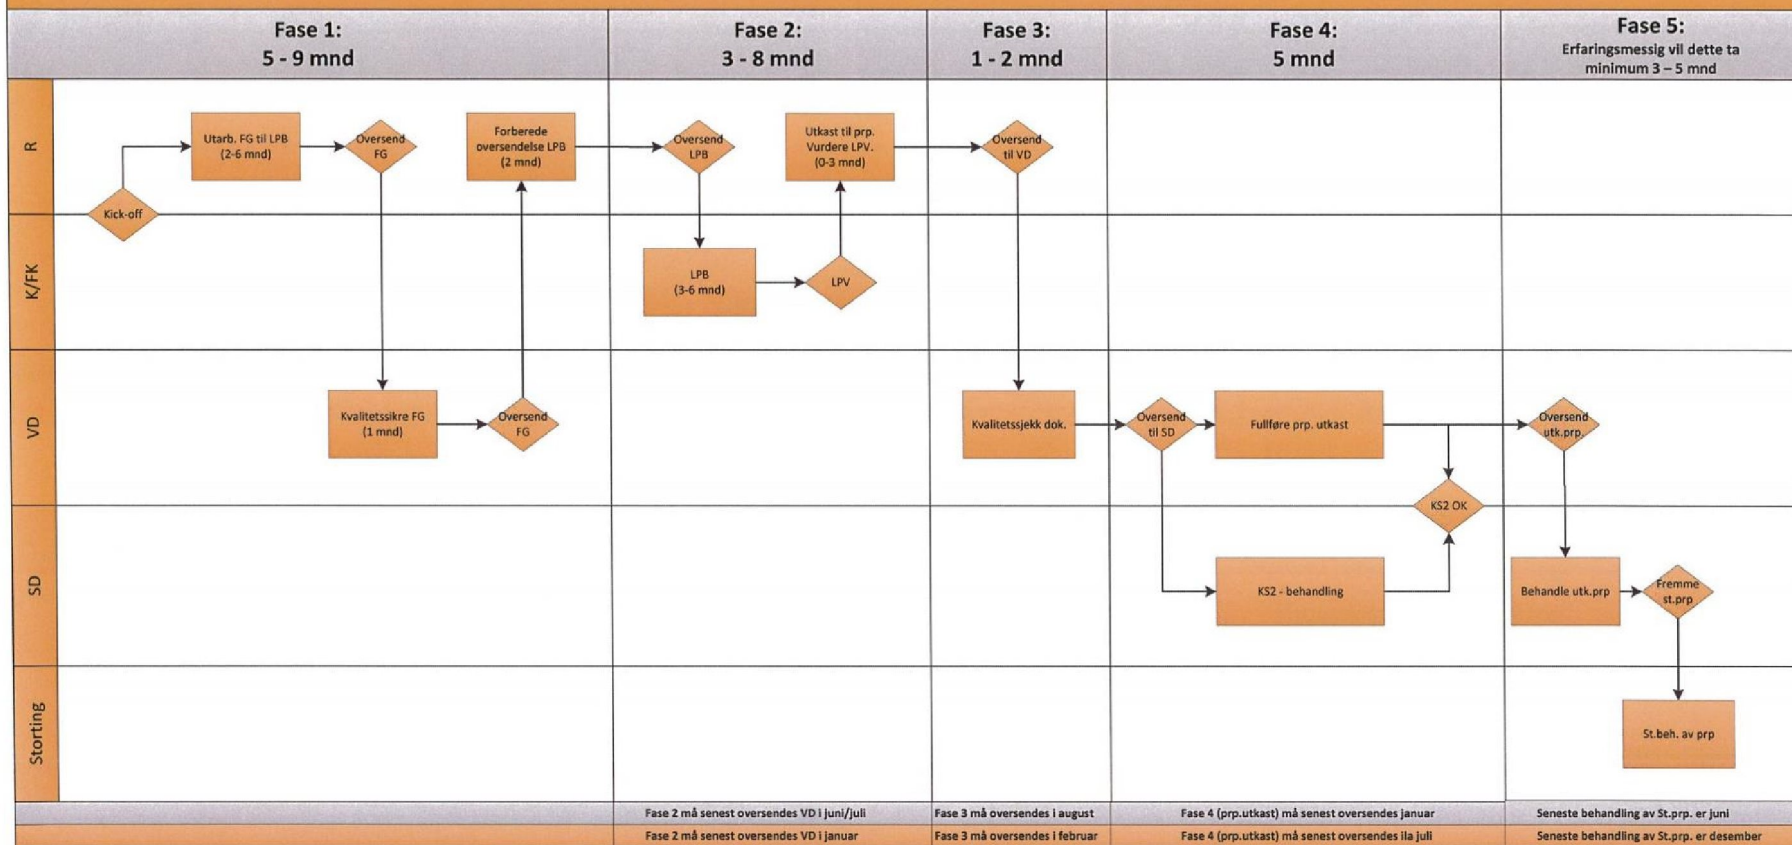 Fase 1:
5 - 9 mnd
Fase 2:
3 - 8 mnd
Fase 3:
1 - 2 mnd
Fase 4:
5 mnd
Fase 5:
Erfaringsmessig vil dette ta
minimum 3 – 5 mnd
R
Kick-off
Utarb. FG til LPB
(2-6 mnd)
Oversend
FG
Forberede
oversendelse LPB
(2 mnd)
Oversend
LPB
Utkast til prp.
Vurdere LPV.
(0-3 mnd)
Oversend
til VD
K/FK
LPB
(3-6 mnd)
LPV
VD
Kvalitetssikre FG
(1 mnd)
Oversend
FG
Kvalitetssjekk dok.
Oversend
til SD
Fullføre prp. utkast
Oversend
utk.prp.
KS2 OK
SD
KS2 - behandling
Behandle utk.prp
Fremme
st.prp
Storting
St.beh. av prp
Fase 2 må senest oversendes VD i juni/juli
Fase 3 må oversendes i august
Fase 4 (prp.utkast) må senest oversendes januar
Seneste behandling av St.prp. er juni
Fase 2 må senest oversendes VD i januar
Fase 3 må oversendes i februar
Fase 4 (prp.utkast) må senest oversendes ila juli
Seneste behandling av St.prp. er desember